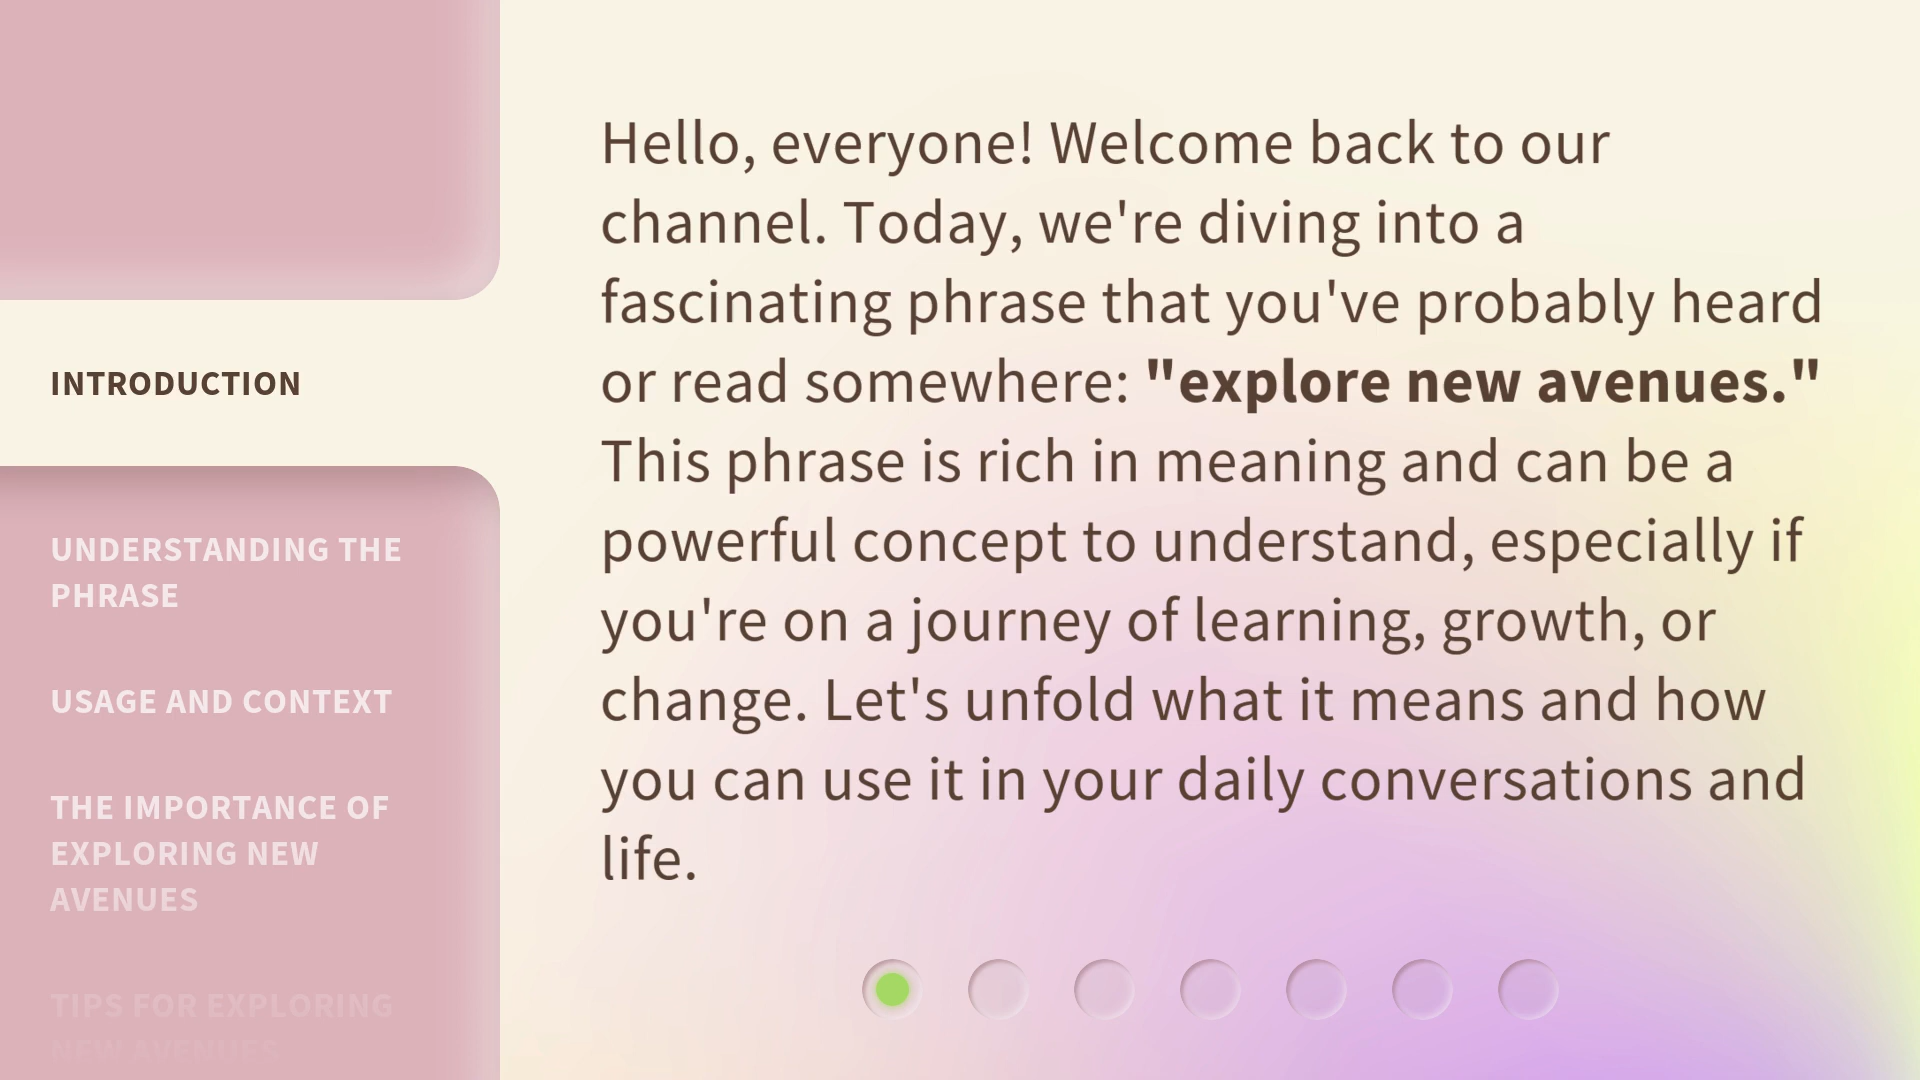 INTRODUCTION
UNDERSTANDING THE
PHRASE
USAGE AND CONTEXT
THE IMPORTANCE OF
EXPLORING NEW
AVENUES
TIPS FOR EXPLORING
NEW AVENUES
Hello, everyone! Welcome back to our
channel. Today, we're diving into a
fascinating phrase that you've probably heard
or read somewhere: "explore new avenues."
This phrase is rich in meaning and can be a
powerful concept to understand, especially if
you're on a journey of learning, growth, or
change. Let's unfold what it means and how
you can use it in your daily conversations and
life.